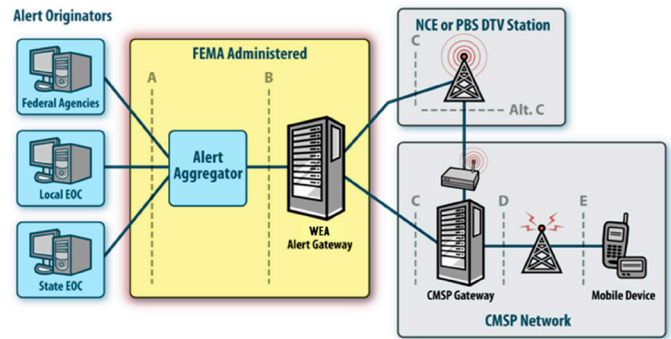 Alert Originators
Federal Agencies
Local EOC
State EOC
FEMA Administered
A
B
Alert
Aggregator
WEA
Alert Gateway
NCE or PBS DTV Station
C
Alt. C
C
D
E
CMSP Gateway
Mobile Device
CMSP Network